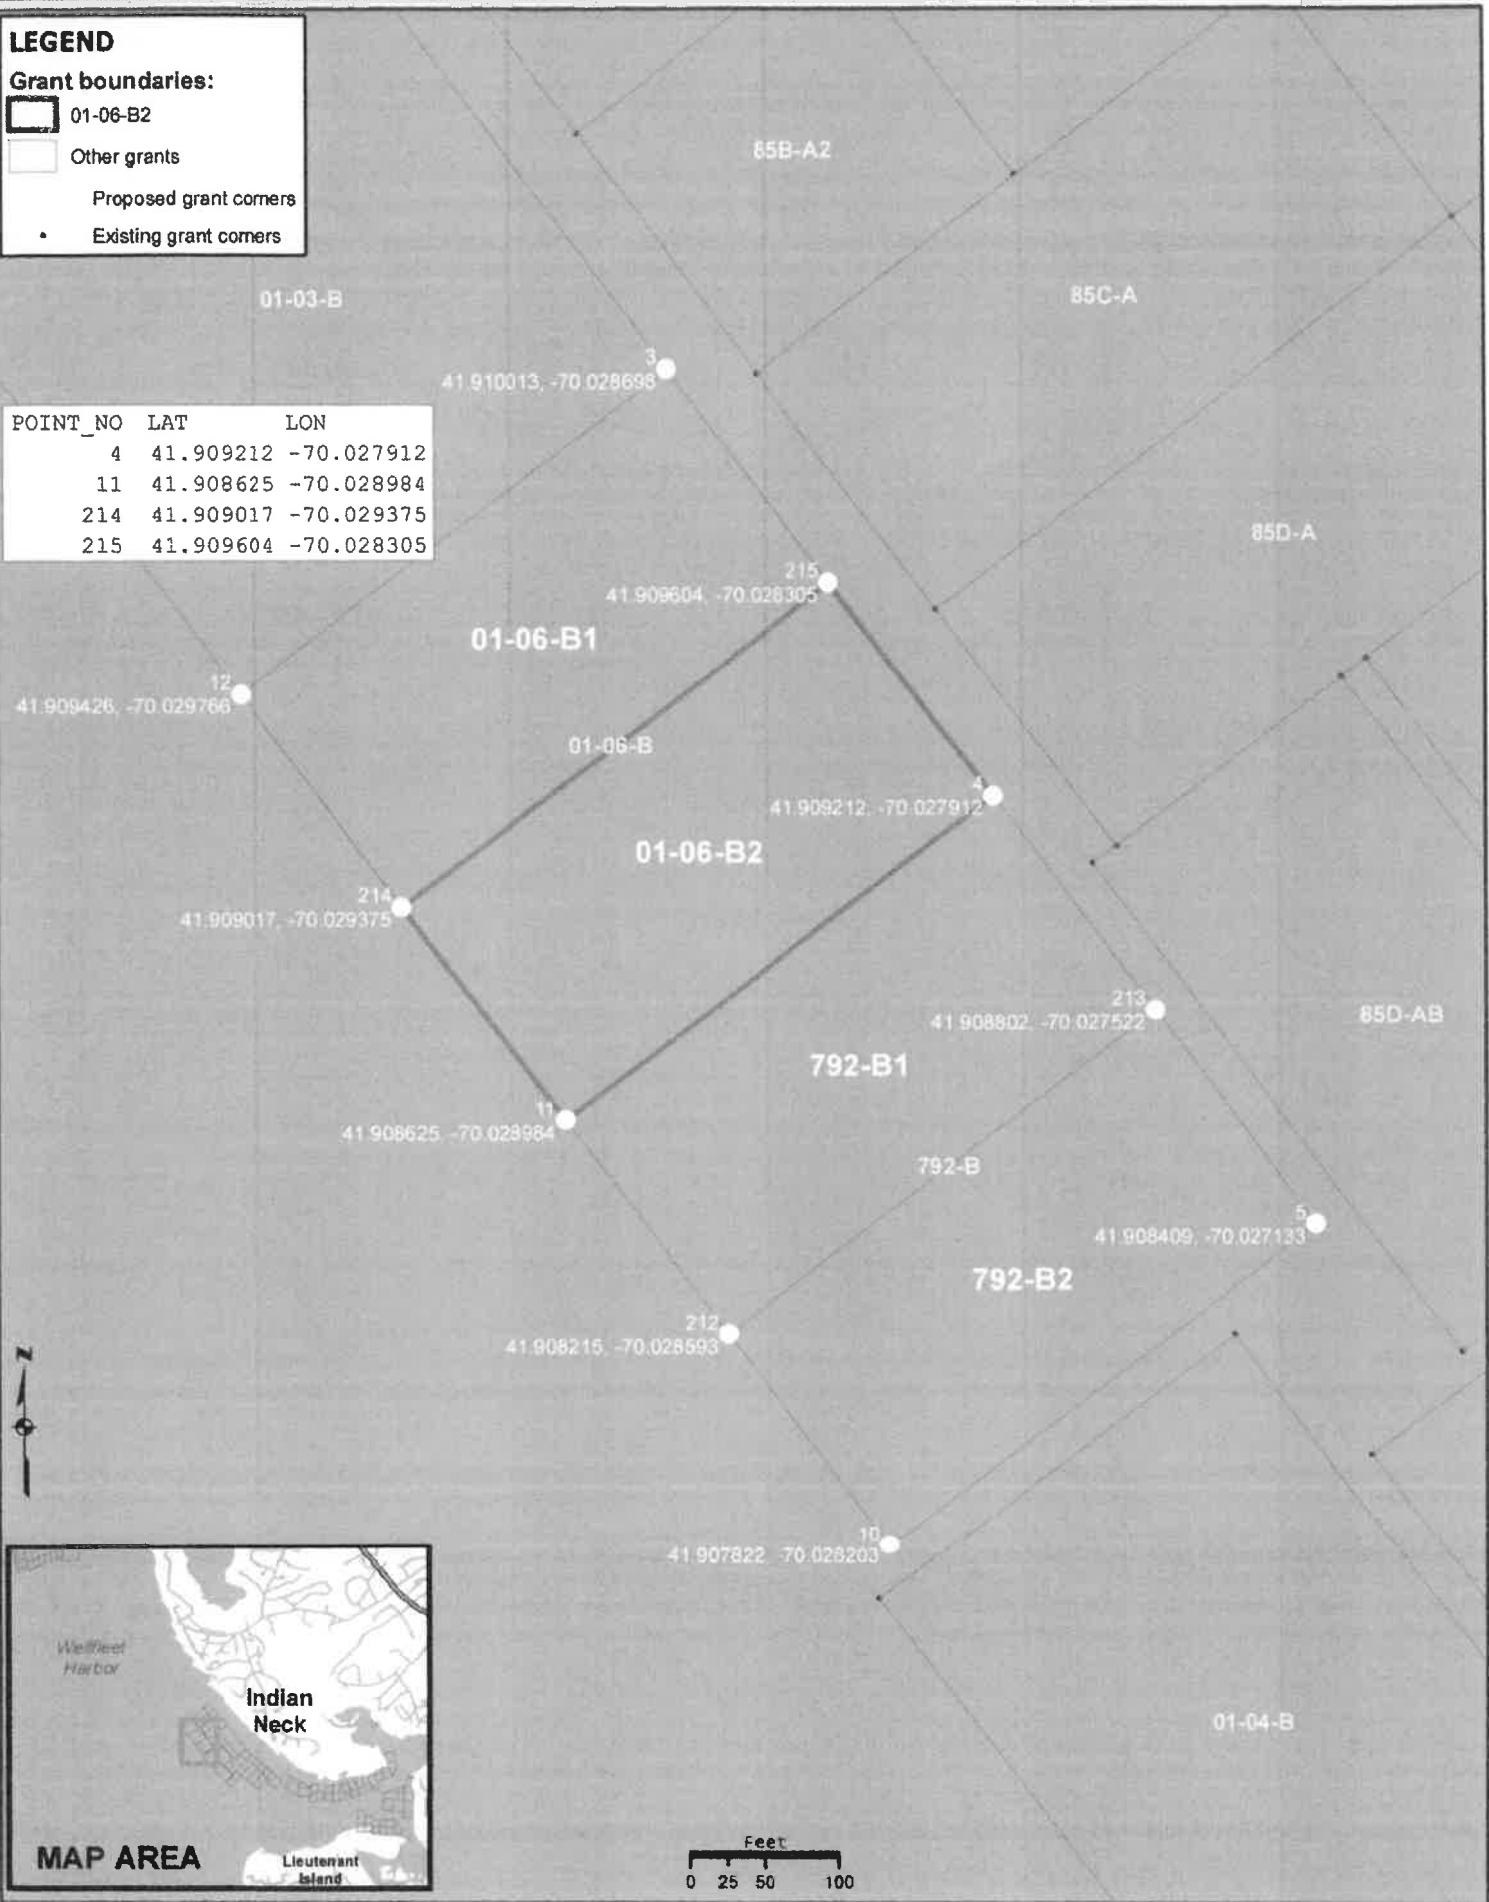 LEGEND
Grant boundaries:
01-06-B2
Other grants
Proposed grant corners
Existing grant corners
85B-A2
01-03-B
85C-A
3
41.910013, -70.028698
POINT_NO LAT LON
4 41.909212 -70.027912
11 41.908625 -70.028984
214 41.909017 -70.029375
215 41.909604 -70.028305
85D-A
215
41.909604, -70.028305
01-06-B1
12
41.909426, -70.029766
01-06-B
4
41.909212, -70.027912
01-06-B2
214
41.909017, -70.029375
213
41.908802, -70.027522
85D-AB
792-B1
11
41.908625, -70.028984
792-B
5
41.908409, -70.027133
792-B2
212
41.908215, -70.028593
N
10
41.907822, -70.028203
Wellfleet
Harbor
Indian
Neck
01-04-B
MAP AREA
Lieutenant
Island
Feet
0 25 50 100